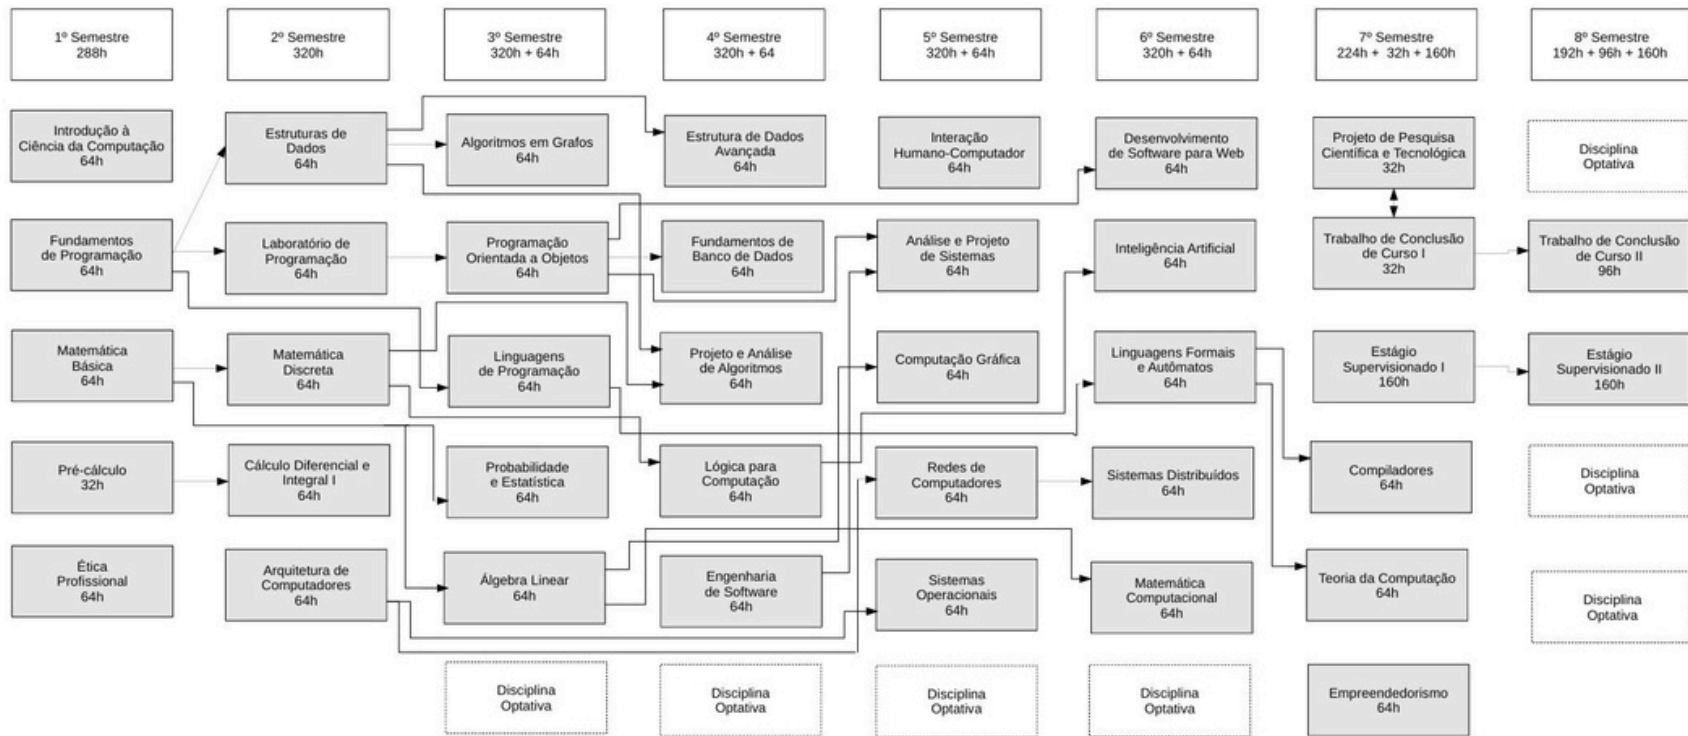 1º Semestre
288h
2º Semestre
320h
3º Semestre
320h + 64h
4º Semestre
320h + 64
5º Semestre
320h + 64h
6º Semestre
320h + 64h
7º Semestre
224h + 32h + 160h
8º Semestre
192h + 96h + 160h
Introdução à
Ciência da Computação
64h
Estruturas de
Dados
64h
Algoritmos em Grafos
64h
Estrutura de Dados
Avançada
64h
Interação
Humano-Computador
64h
Desenvolvimento
de Software para Web
64h
Projeto de Pesquisa
Científica e Tecnológica
32h
Disciplina
Optativa
Fundamentos
de Programação
64h
Laboratório de
Programação
64h
Programação
Orientada a Objetos
64h
Fundamentos de
Banco de Dados
64h
Análise e Projeto
de Sistemas
64h
Inteligência Artificial
64h
Trabalho de Conclusão
de Curso I
32h
Trabalho de Conclusão
de Curso II
96h
Matemática
Básica
64h
Matemática
Discreta
64h
Linguagens
de Programação
64h
Projeto e Análise
de Algoritmos
64h
Computação Gráfica
64h
Linguagens Formais
e Autômatos
64h
Estágio
Supervisionado I
160h
Estágio
Supervisionado II
160h
Pré-cálculo
32h
Cálculo Diferencial e
Integral I
64h
Probabilidade
e Estatística
64h
Lógica para
Computação
64h
Redes de
Computadores
64h
Sistemas Distribuídos
64h
Compiladores
64h
Disciplina
Optativa
Ética
Profissional
64h
Arquitetura de
Computadores
64h
Álgebra Linear
64h
Engenharia
de Software
64h
Sistemas
Operacionais
64h
Matemática
Computacional
64h
Teoria da Computação
64h
Disciplina
Optativa
Disciplina
Optativa
Disciplina
Optativa
Disciplina
Optativa
Disciplina
Optativa
Empreendedorismo
64h